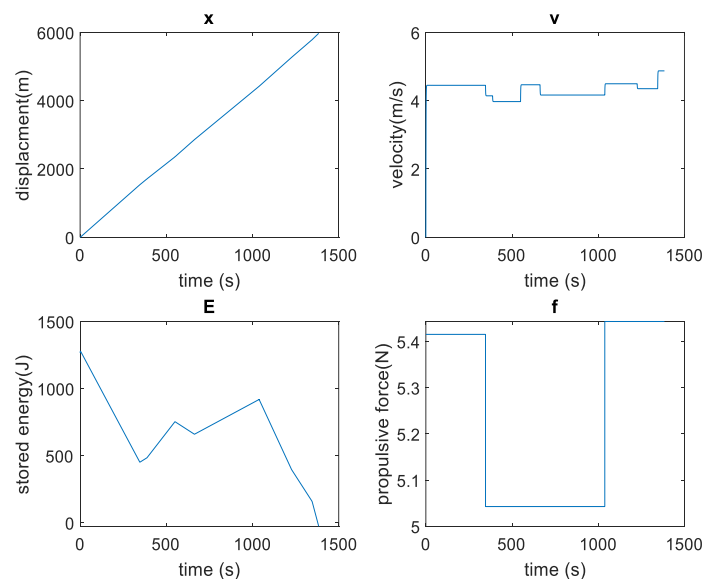 x
6000
4000
2000
0
displacment(m)
0 500 1000 1500
time (s)
v
6
4
2
0
velocity(m/s)
0 500 1000 1500
time (s)
E
1500
1000
500
0
stored energy(J)
0 500 1000 1500
time (s)
f
5.4
5.3
5.2
5.1
5
propulsive force(N)
0 500 1000 1500
time (s)